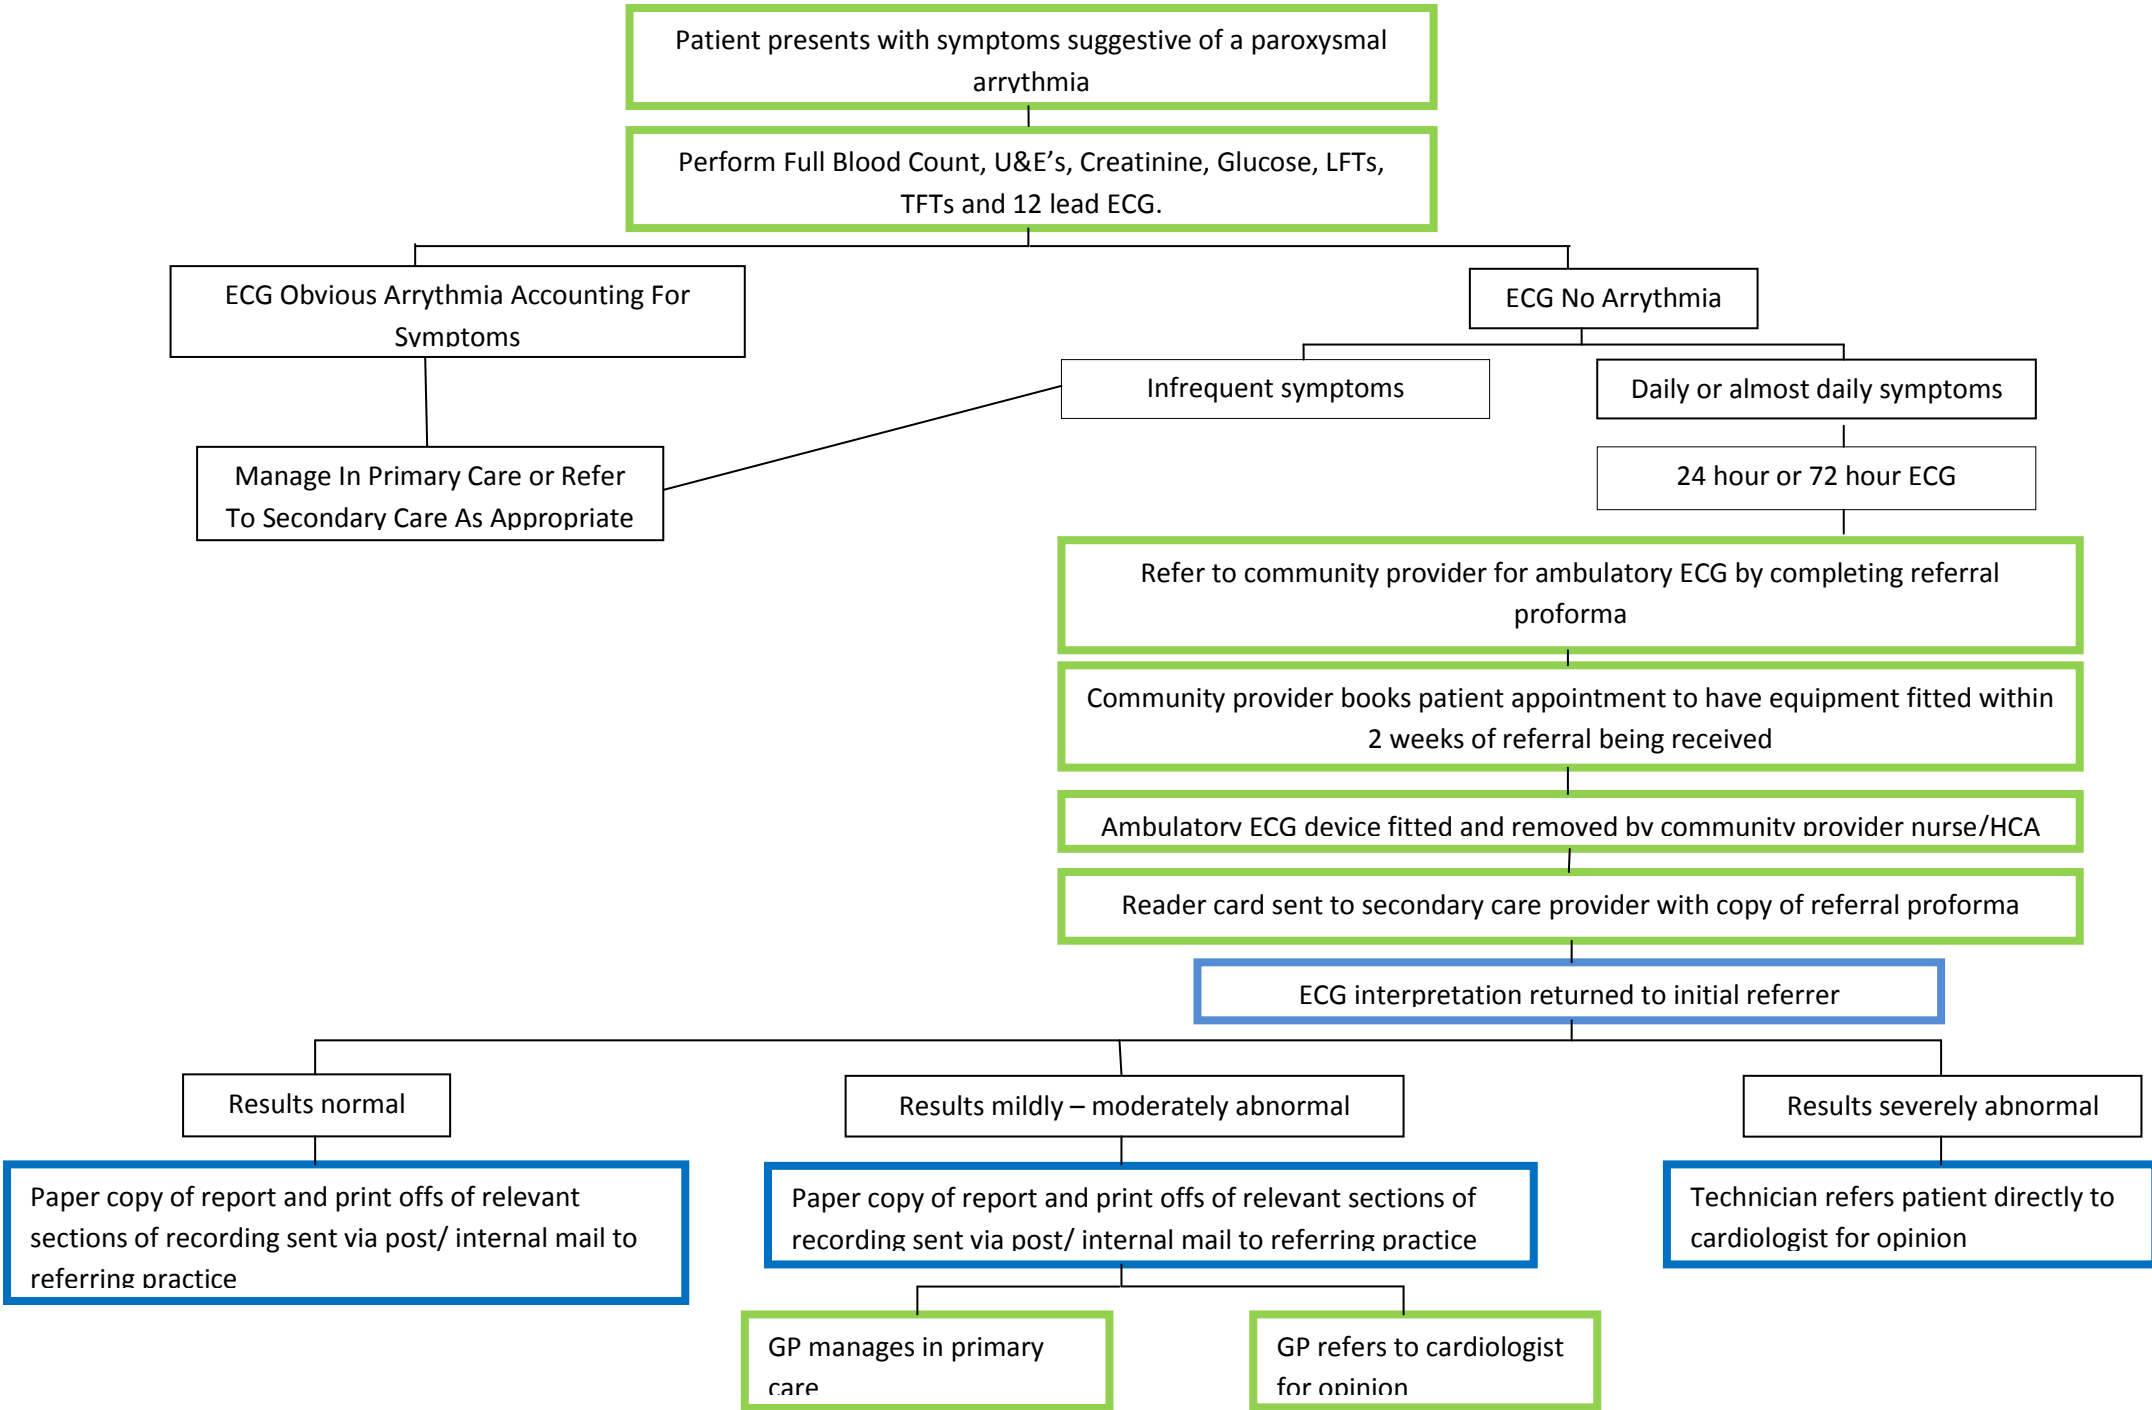 Patient presents with symptoms suggestive of a paroxysmal
arrythmia
Perform Full Blood Count, U&E’s, Creatinine, Glucose, LFTs,
TFTs and 12 lead ECG.
ECG Obvious Arrythmia Accounting For
Symptoms
ECG No Arrythmia
Infrequent symptoms
Daily or almost daily symptoms
Manage In Primary Care or Refer
To Secondary Care As Appropriate
24 hour or 72 hour ECG
Refer to community provider for ambulatory ECG by completing referral
proforma
Community provider books patient appointment to have equipment fitted within
2 weeks of referral being received
Ambulatory ECG device fitted and removed by community provider nurse/HCA
Reader card sent to secondary care provider with copy of referral proforma
ECG interpretation returned to initial referrer
Results normal
Results mildly – moderately abnormal
Results severely abnormal
Paper copy of report and print offs of relevant
sections of recording sent via post/ internal mail to
referring practice
Paper copy of report and print offs of relevant sections of
recording sent via post/ internal mail to referring practice
Technician refers patient directly to
cardiologist for opinion
GP manages in primary
care
GP refers to cardiologist
for opinion